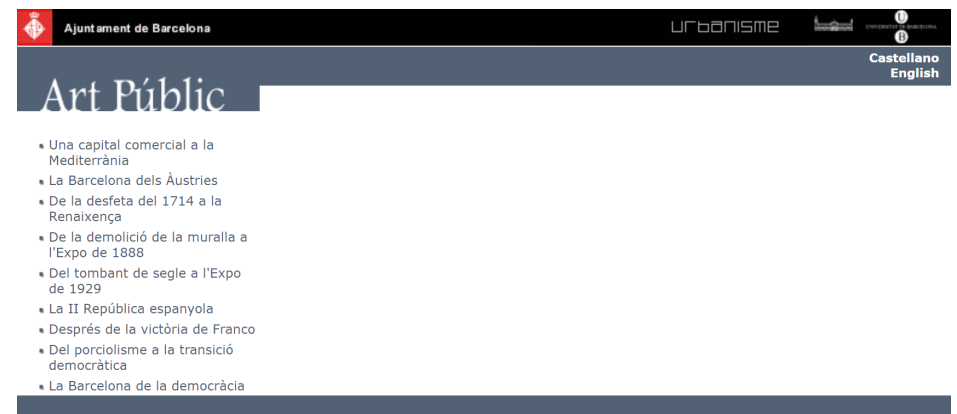 Ajuntament de Barcelona
urbanisme
UNIVERSITAT DE BARCELONA
U
B
Castellano
English
Art Públic
Una capital comercial a la
Mediterrània
La Barcelona dels Àustries
De la desfeta del 1714 a la
Renaixença
De la demolició de la muralla a
l'Expo de 1888
Del tombant de segle a l'Expo
de 1929
La II República espanyola
Després de la victòria de Franco
Del porciolisme a la transició
democràtica
La Barcelona de la democràcia